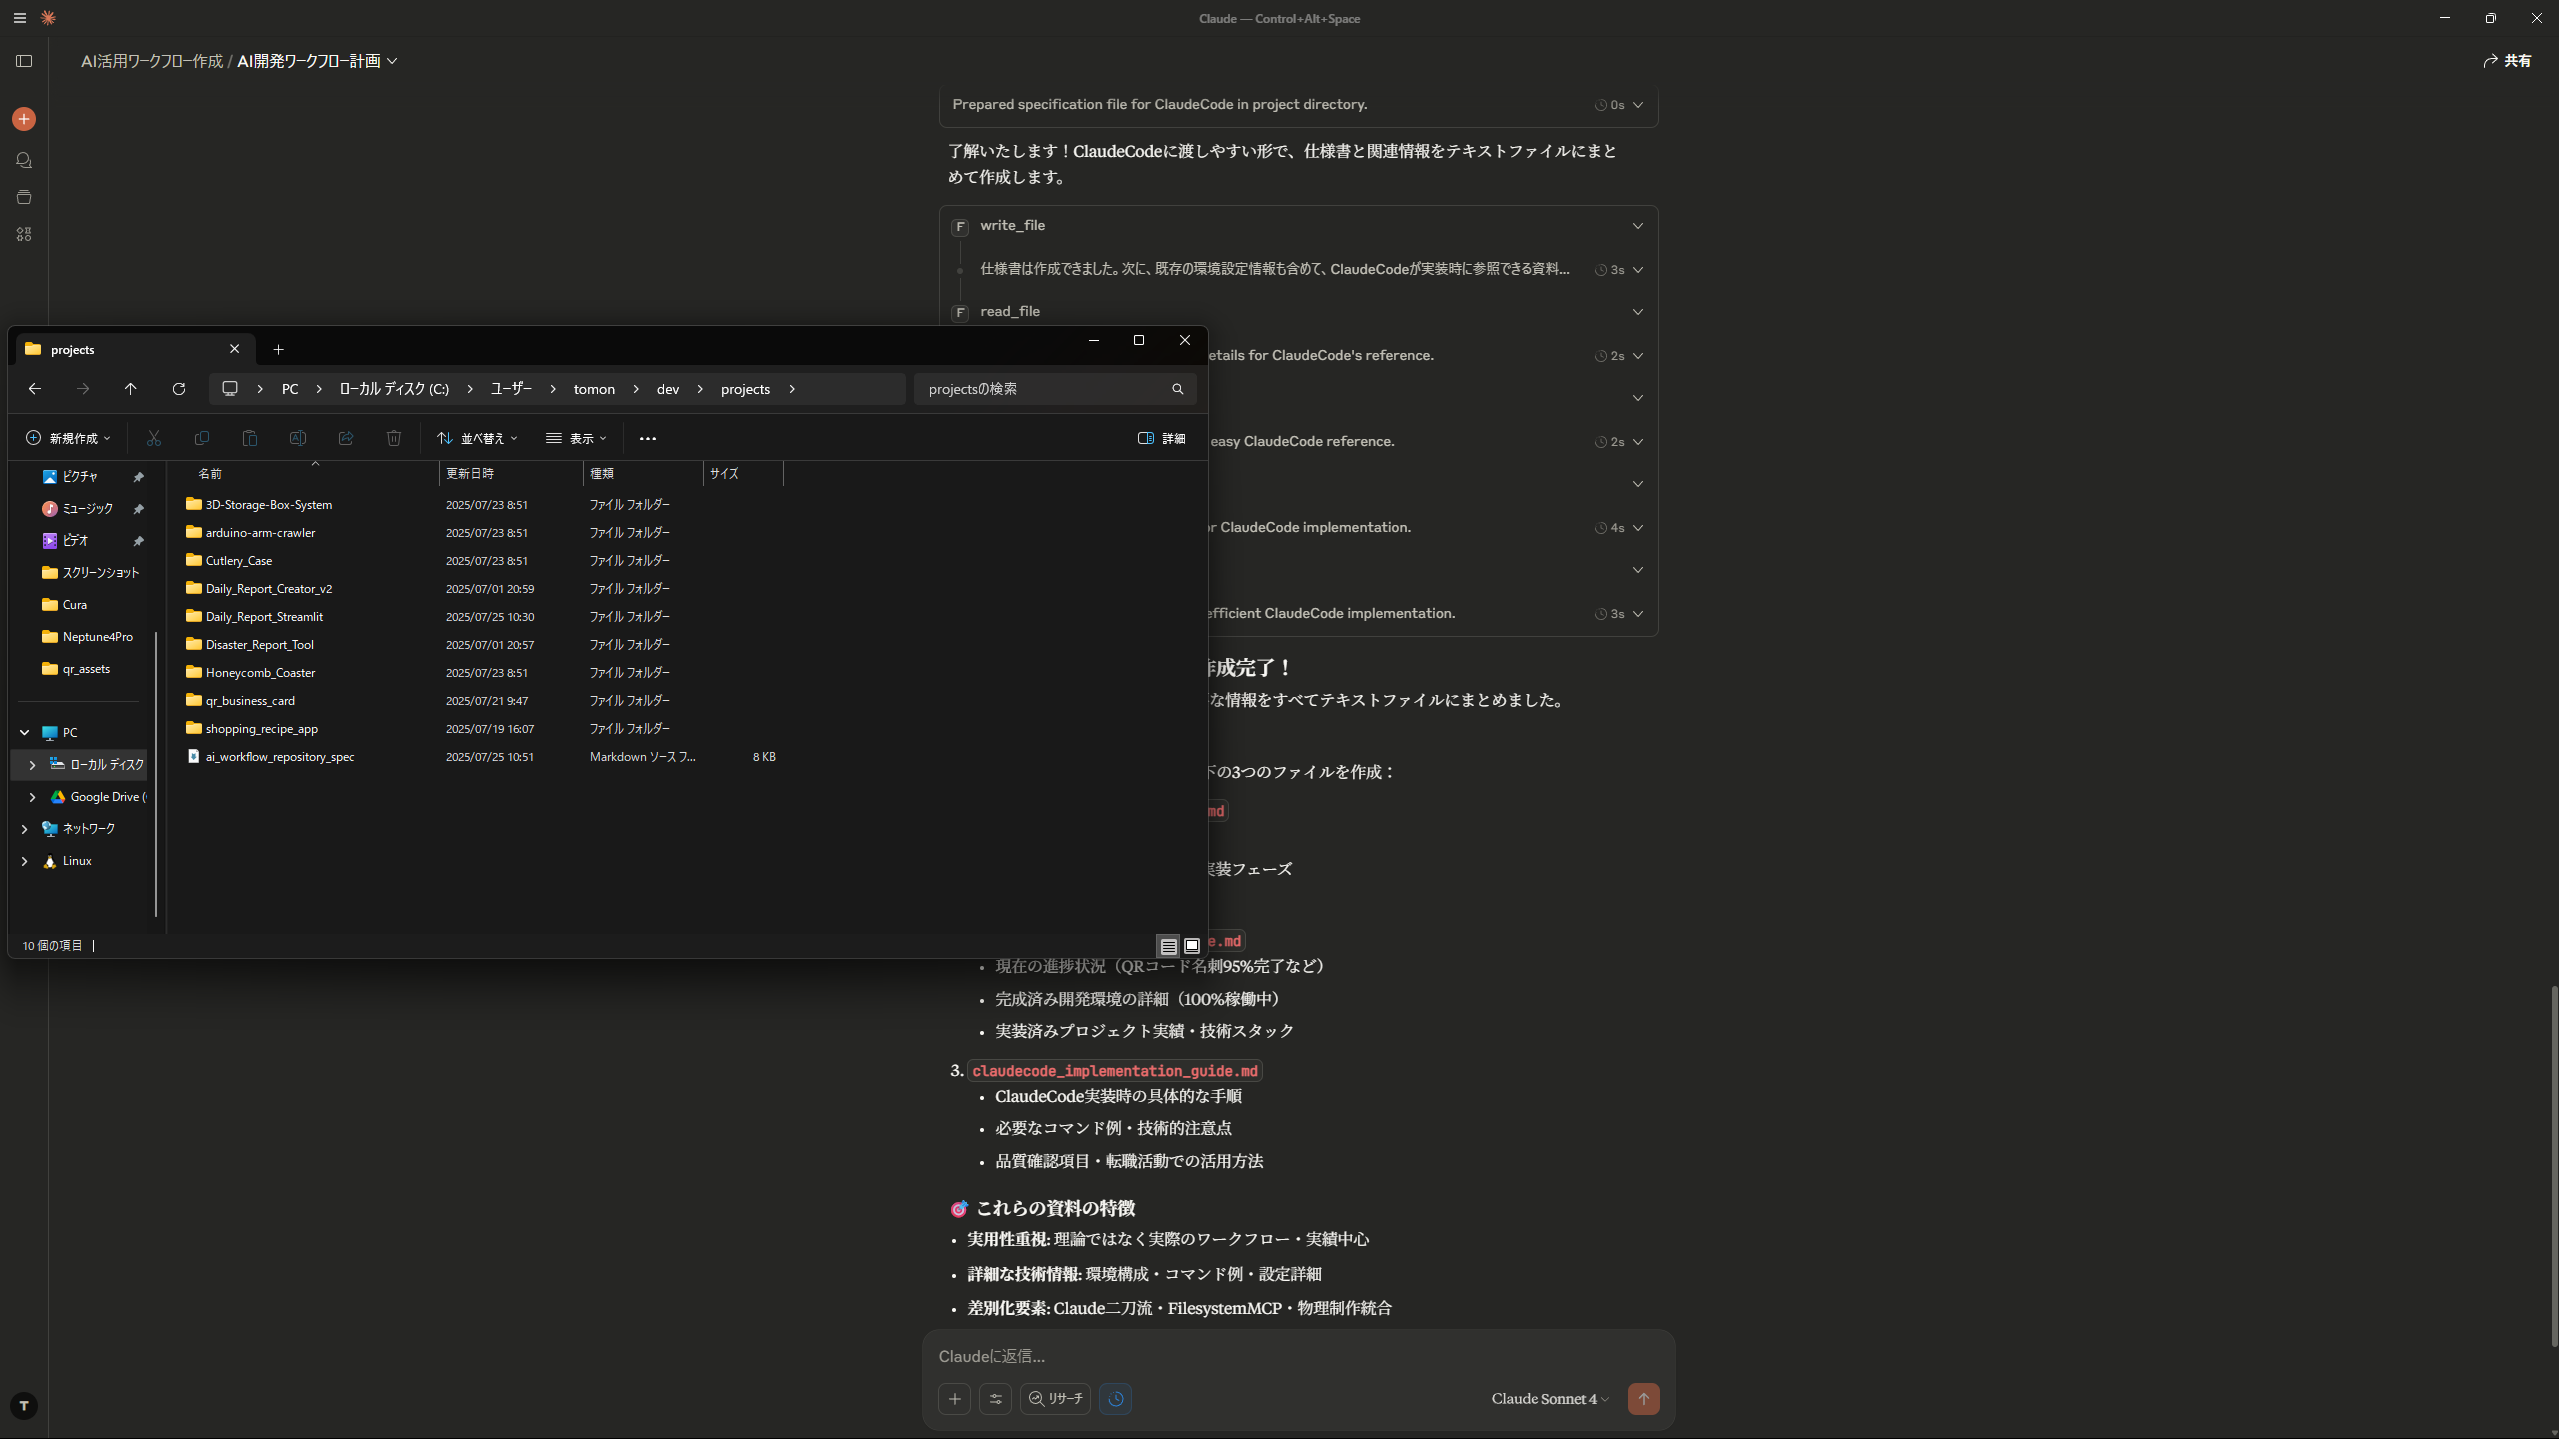 Claude — Control+Alt+Space
AI活用ワークフロー作成 / AI開発ワークフロー計画
共有
Prepared specification file for ClaudeCode in project directory.
0s
了解いたします！ClaudeCodeに渡しやすい形で、仕様書と関連情報をテキストファイルにまと
めて作成します。
F write_file
仕様書は作成できました。次に、既存の環境設定情報も含めて、ClaudeCodeが実装時に参照できる資料...
3s
F read_file
etails for ClaudeCode's reference.
2s
easy ClaudeCode reference.
2s
or ClaudeCode implementation.
4s
efficient ClaudeCode implementation.
3s
作成完了！
な情報をすべてテキストファイルにまとめました。
下の3つのファイルを作成：
md
実装フェーズ
e.md
現在の進捗状況（QRコード名刺95%完了など）
完成済み開発環境の詳細（100%稼働中）
実装済みプロジェクト実績・技術スタック
3. claudecode_implementation_guide.md
ClaudeCode実装時の具体的な手順
必要なコマンド例・技術的注意点
品質確認項目・転職活動での活用方法
🎯 これらの資料の特徴
実用性重視: 理論ではなく実際のワークフロー・実績中心
詳細な技術情報: 環境構成・コマンド例・設定詳細
差別化要素: Claude二刀流・FilesystemMCP・物理制作統合
Claudeに返信...
リサーチ
Claude Sonnet 4
T
projects
PC > ローカル ディスク (C:) > ユーザー > tomon > dev > projects >
projectsの検索
新規作成
並べ替え
表示
詳細
ピクチャ
ミュージック
ビデオ
スクリーンショット
Cura
Neptune4Pro
qr_assets
PC
ローカル ディスク
Google Drive (
ネットワーク
Linux
名前 更新日時 種類 サイズ
3D-Storage-Box-System 2025/07/23 8:51 ファイル フォルダー
arduino-arm-crawler 2025/07/23 8:51 ファイル フォルダー
Cutlery_Case 2025/07/23 8:51 ファイル フォルダー
Daily_Report_Creator_v2 2025/07/01 20:59 ファイル フォルダー
Daily_Report_Streamlit 2025/07/25 10:30 ファイル フォルダー
Disaster_Report_Tool 2025/07/01 20:57 ファイル フォルダー
Honeycomb_Coaster 2025/07/23 8:51 ファイル フォルダー
qr_business_card 2025/07/21 9:47 ファイル フォルダー
shopping_recipe_app 2025/07/19 16:07 ファイル フォルダー
ai_workflow_repository_spec 2025/07/25 10:51 Markdown ソース フ... 8 KB
10 個の項目